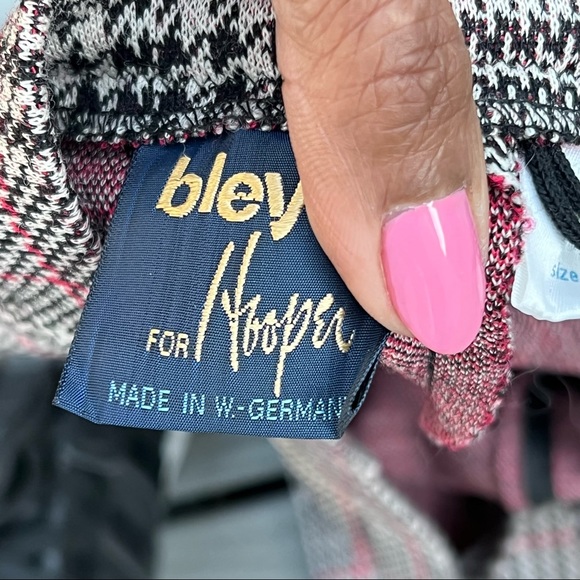 bley
FOR Hooper
MADE IN W.-GERMAN
size